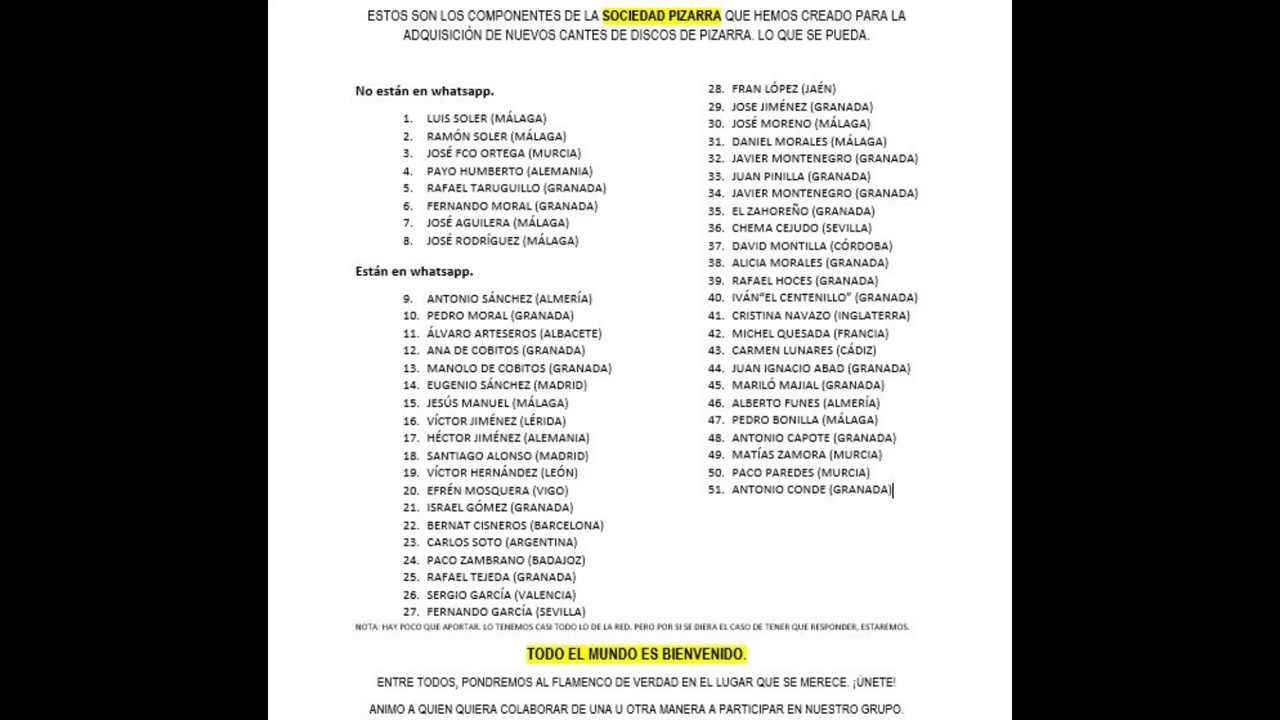 ESTOS SON LOS COMPONENTES DE LA SOCIEDAD PIZARRA QUE HEMOS CREADO PARA LA
ADQUISICIÓN DE NUEVOS CANTES DE DISCOS DE PIZARRA. LO QUE SE PUEDA.
No están en whatsapp.
1. LUIS SOLER (MÁLAGA)
2. RAMÓN SOLER (MÁLAGA)
3. JOSÉ FCO ORTEGA (MURCIA)
4. PAYO HUMBERTO (ALEMANIA)
5. RAFAEL TARUGUILLO (GRANADA)
6. FERNANDO MORAL (GRANADA)
7. JOSÉ AGUILERA (MÁLAGA)
8. JOSÉ RODRÍGUEZ (MÁLAGA)
Están en whatsapp.
9. ANTONIO SÁNCHEZ (ALMERÍA)
10. PEDRO MORAL (GRANADA)
11. ÁLVARO ARTESEROS (ALBACETE)
12. ANA DE COBITOS (GRANADA)
13. MANOLO DE COBITOS (GRANADA)
14. EUGENIO SÁNCHEZ (MADRID)
15. JESÚS MANUEL (MÁLAGA)
16. VÍCTOR JIMÉNEZ (LÉRIDA)
17. HÉCTOR JIMÉNEZ (ALEMANIA)
18. SANTIAGO ALONSO (MADRID)
19. VÍCTOR HERNÁNDEZ (LEÓN)
20. EFRÉN MOSQUERA (VIGO)
21. ISRAEL GÓMEZ (GRANADA)
22. BERNAT CISNEROS (BARCELONA)
23. CARLOS SOTO (ARGENTINA)
24. PACO ZAMBRANO (BADAJOZ)
25. RAFAEL TEJEDA (GRANADA)
26. SERGIO GARCÍA (VALENCIA)
27. FERNANDO GARCÍA (SEVILLA)
28. FRAN LÓPEZ (JAÉN)
29. JOSE JIMÉNEZ (GRANADA)
30. JOSÉ MORENO (MÁLAGA)
31. DANIEL MORALES (MÁLAGA)
32. JAVIER MONTENEGRO (GRANADA)
33. JUAN PINILLA (GRANADA)
34. JAVIER MONTENEGRO (GRANADA)
35. EL ZAHOREÑO (GRANADA)
36. CHEMA CEJUDO (SEVILLA)
37. DAVID MONTILLA (CÓRDOBA)
38. ALICIA MORALES (GRANADA)
39. RAFAEL HOCES (GRANADA)
40. IVÁN“EL CENTENILLO” (GRANADA)
41. CRISTINA NAVAZO (INGLATERRA)
42. MICHEL QUESADA (FRANCIA)
43. CARMEN LUNARES (CÁDIZ)
44. JUAN IGNACIO ABAD (GRANADA)
45. MARILÓ MAJIAL (GRANADA)
46. ALBERTO FUNES (ALMERÍA)
47. PEDRO BONILLA (MÁLAGA)
48. ANTONIO CAPOTE (GRANADA)
49. MATÍAS ZAMORA (MURCIA)
50. PACO PAREDES (MURCIA)
51. ANTONIO CONDE (GRANADA)
NOTA: HAY POCO QUE APORTAR. LO TENEMOS CASI TODO LO DE LA RED. PERO POR SI SE DIERA EL CASO DE TENER QUE RESPONDER, ESTAREMOS.
TODO EL MUNDO ES BIENVENIDO.
ENTRE TODOS, PONDREMOS AL FLAMENCO DE VERDAD EN EL LUGAR QUE SE MERECE. ¡ÚNETE!
ANIMO A QUIEN QUIERA COLABORAR DE UNA U OTRA MANERA A PARTICIPAR EN NUESTRO GRUPO.